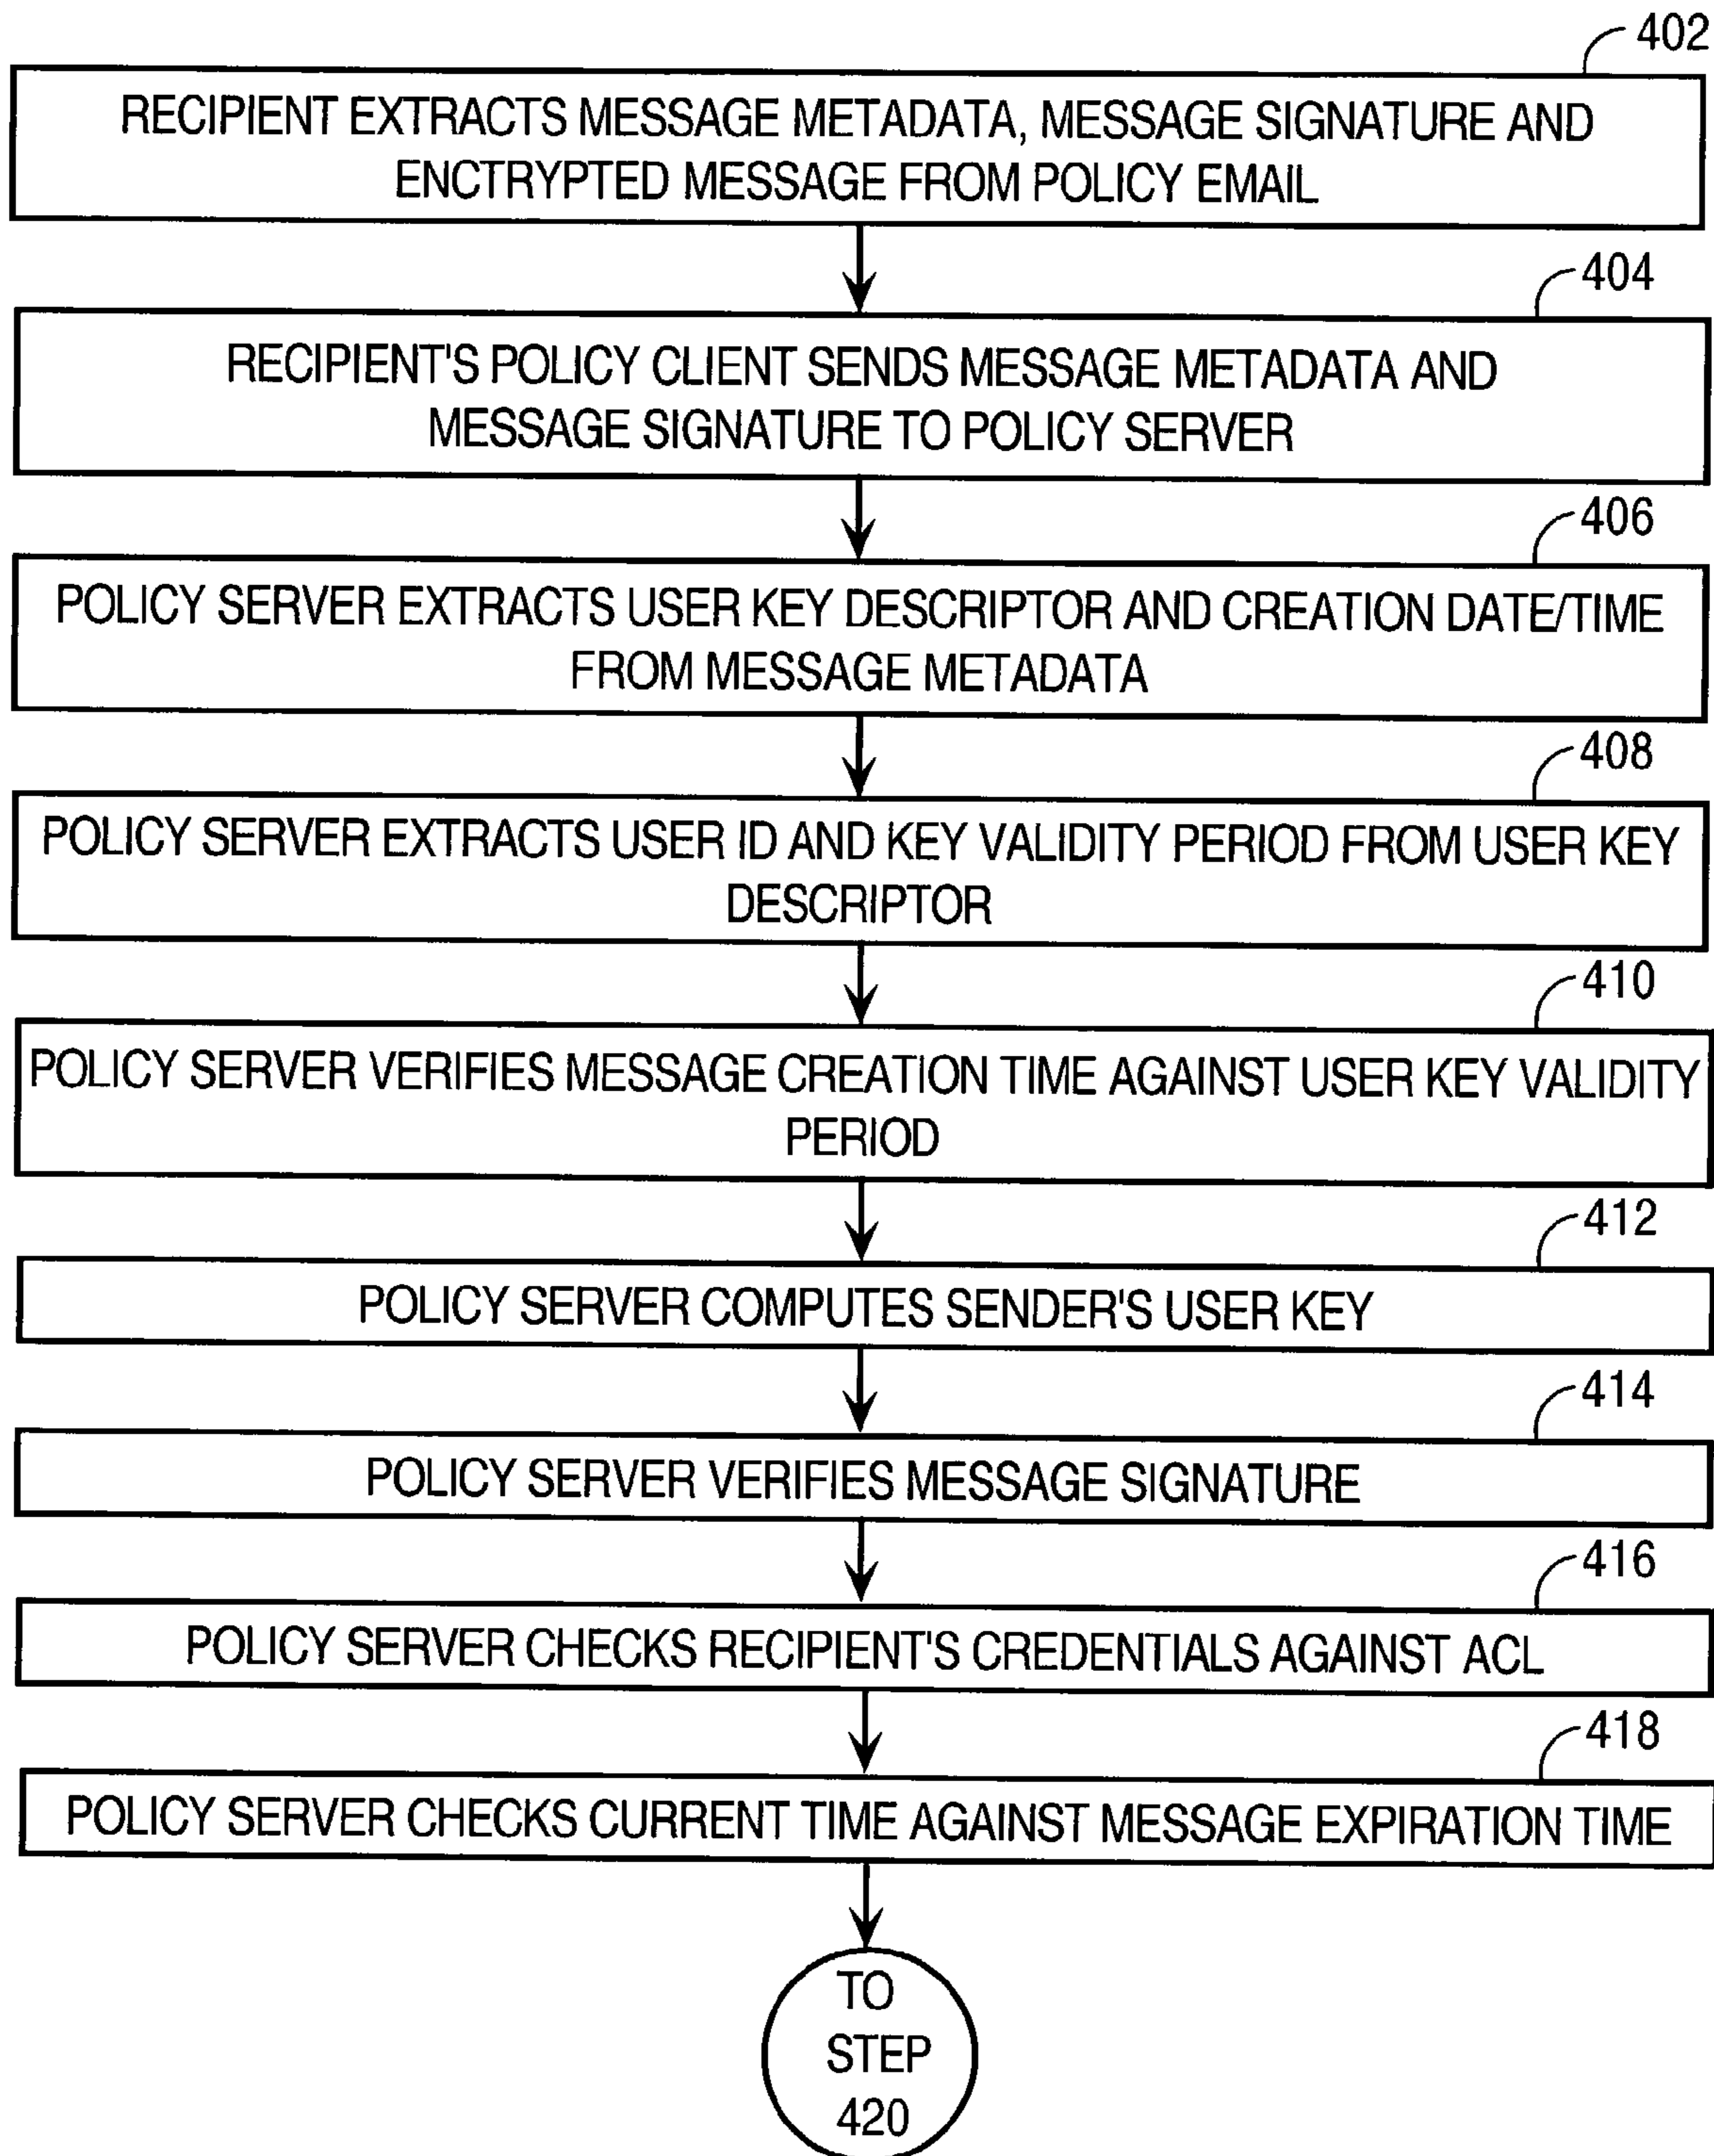 402
RECIPIENT EXTRACTS MESSAGE METADATA, MESSAGE SIGNATURE AND
ENCTRYPTED MESSAGE FROM POLICY EMAIL
404
RECIPIENT'S POLICY CLIENT SENDS MESSAGE METADATA AND
MESSAGE SIGNATURE TO POLICY SERVER
406
POLICY SERVER EXTRACTS USER KEY DESCRIPTOR AND CREATION DATE/TIME
FROM MESSAGE METADATA
408
POLICY SERVER EXTRACTS USER ID AND KEY VALIDITY PERIOD FROM USER KEY
DESCRIPTOR
410
POLICY SERVER VERIFIES MESSAGE CREATION TIME AGAINST USER KEY VALIDITY
PERIOD
412
POLICY SERVER COMPUTES SENDER'S USER KEY
414
POLICY SERVER VERIFIES MESSAGE SIGNATURE
416
POLICY SERVER CHECKS RECIPIENT'S CREDENTIALS AGAINST ACL
418
POLICY SERVER CHECKS CURRENT TIME AGAINST MESSAGE EXPIRATION TIME
TO
STEP
420